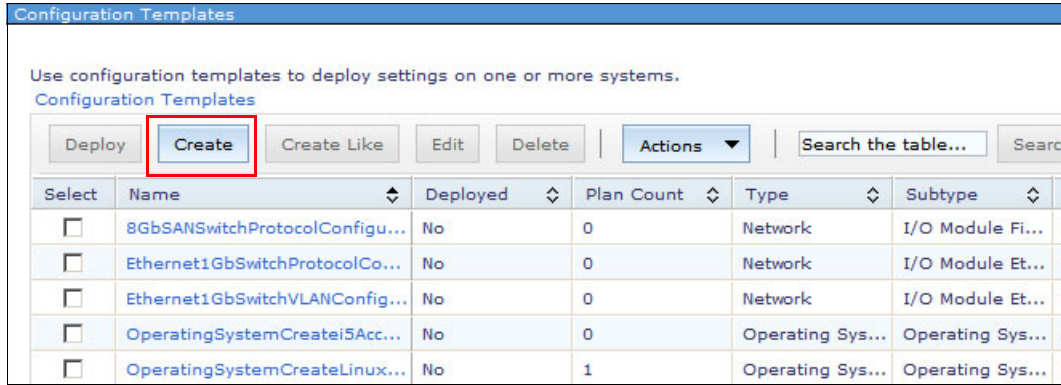 Configuration Templates
Use configuration templates to deploy settings on one or more systems.
Configuration Templates
Deploy Create Create Like Edit Delete Actions Search the table... Searc
Select Name Deployed Plan Count Type Subtype
8GbSANSwitchProtocolConfigu... No 0 Network I/O Module Fi...
Ethernet1GbSwitchProtocolCo... No 0 Network I/O Module Et...
Ethernet1GbSwitchVLANConfig... No 0 Network I/O Module Et...
OperatingSystemCreatei5Acc... No 0 Operating Sys... Operating Sys...
OperatingSystemCreateLinux... No 1 Operating Sys... Operating Sys...